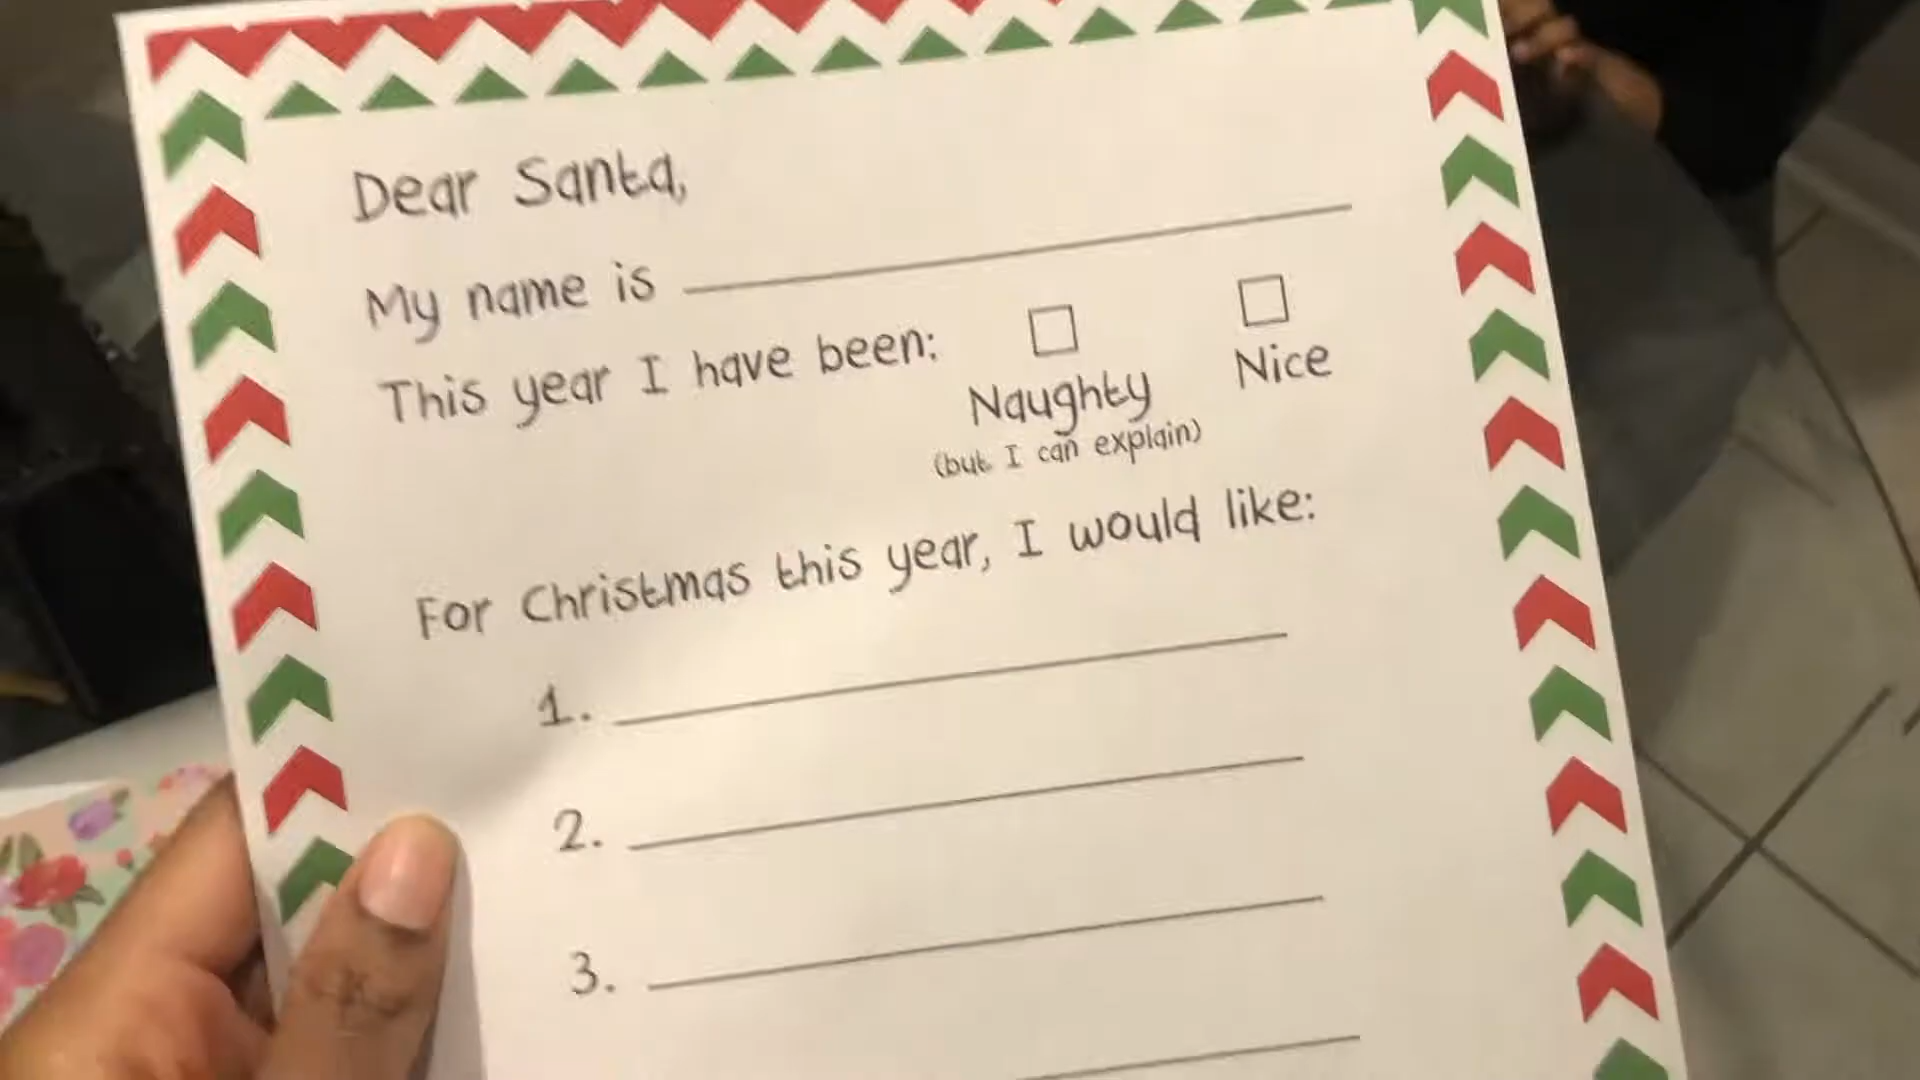 Dear Santa,
My name is
This year I have been:
Naughty
(but I can explain)
Nice
For Christmas this year, I would like:
1.
2.
3.